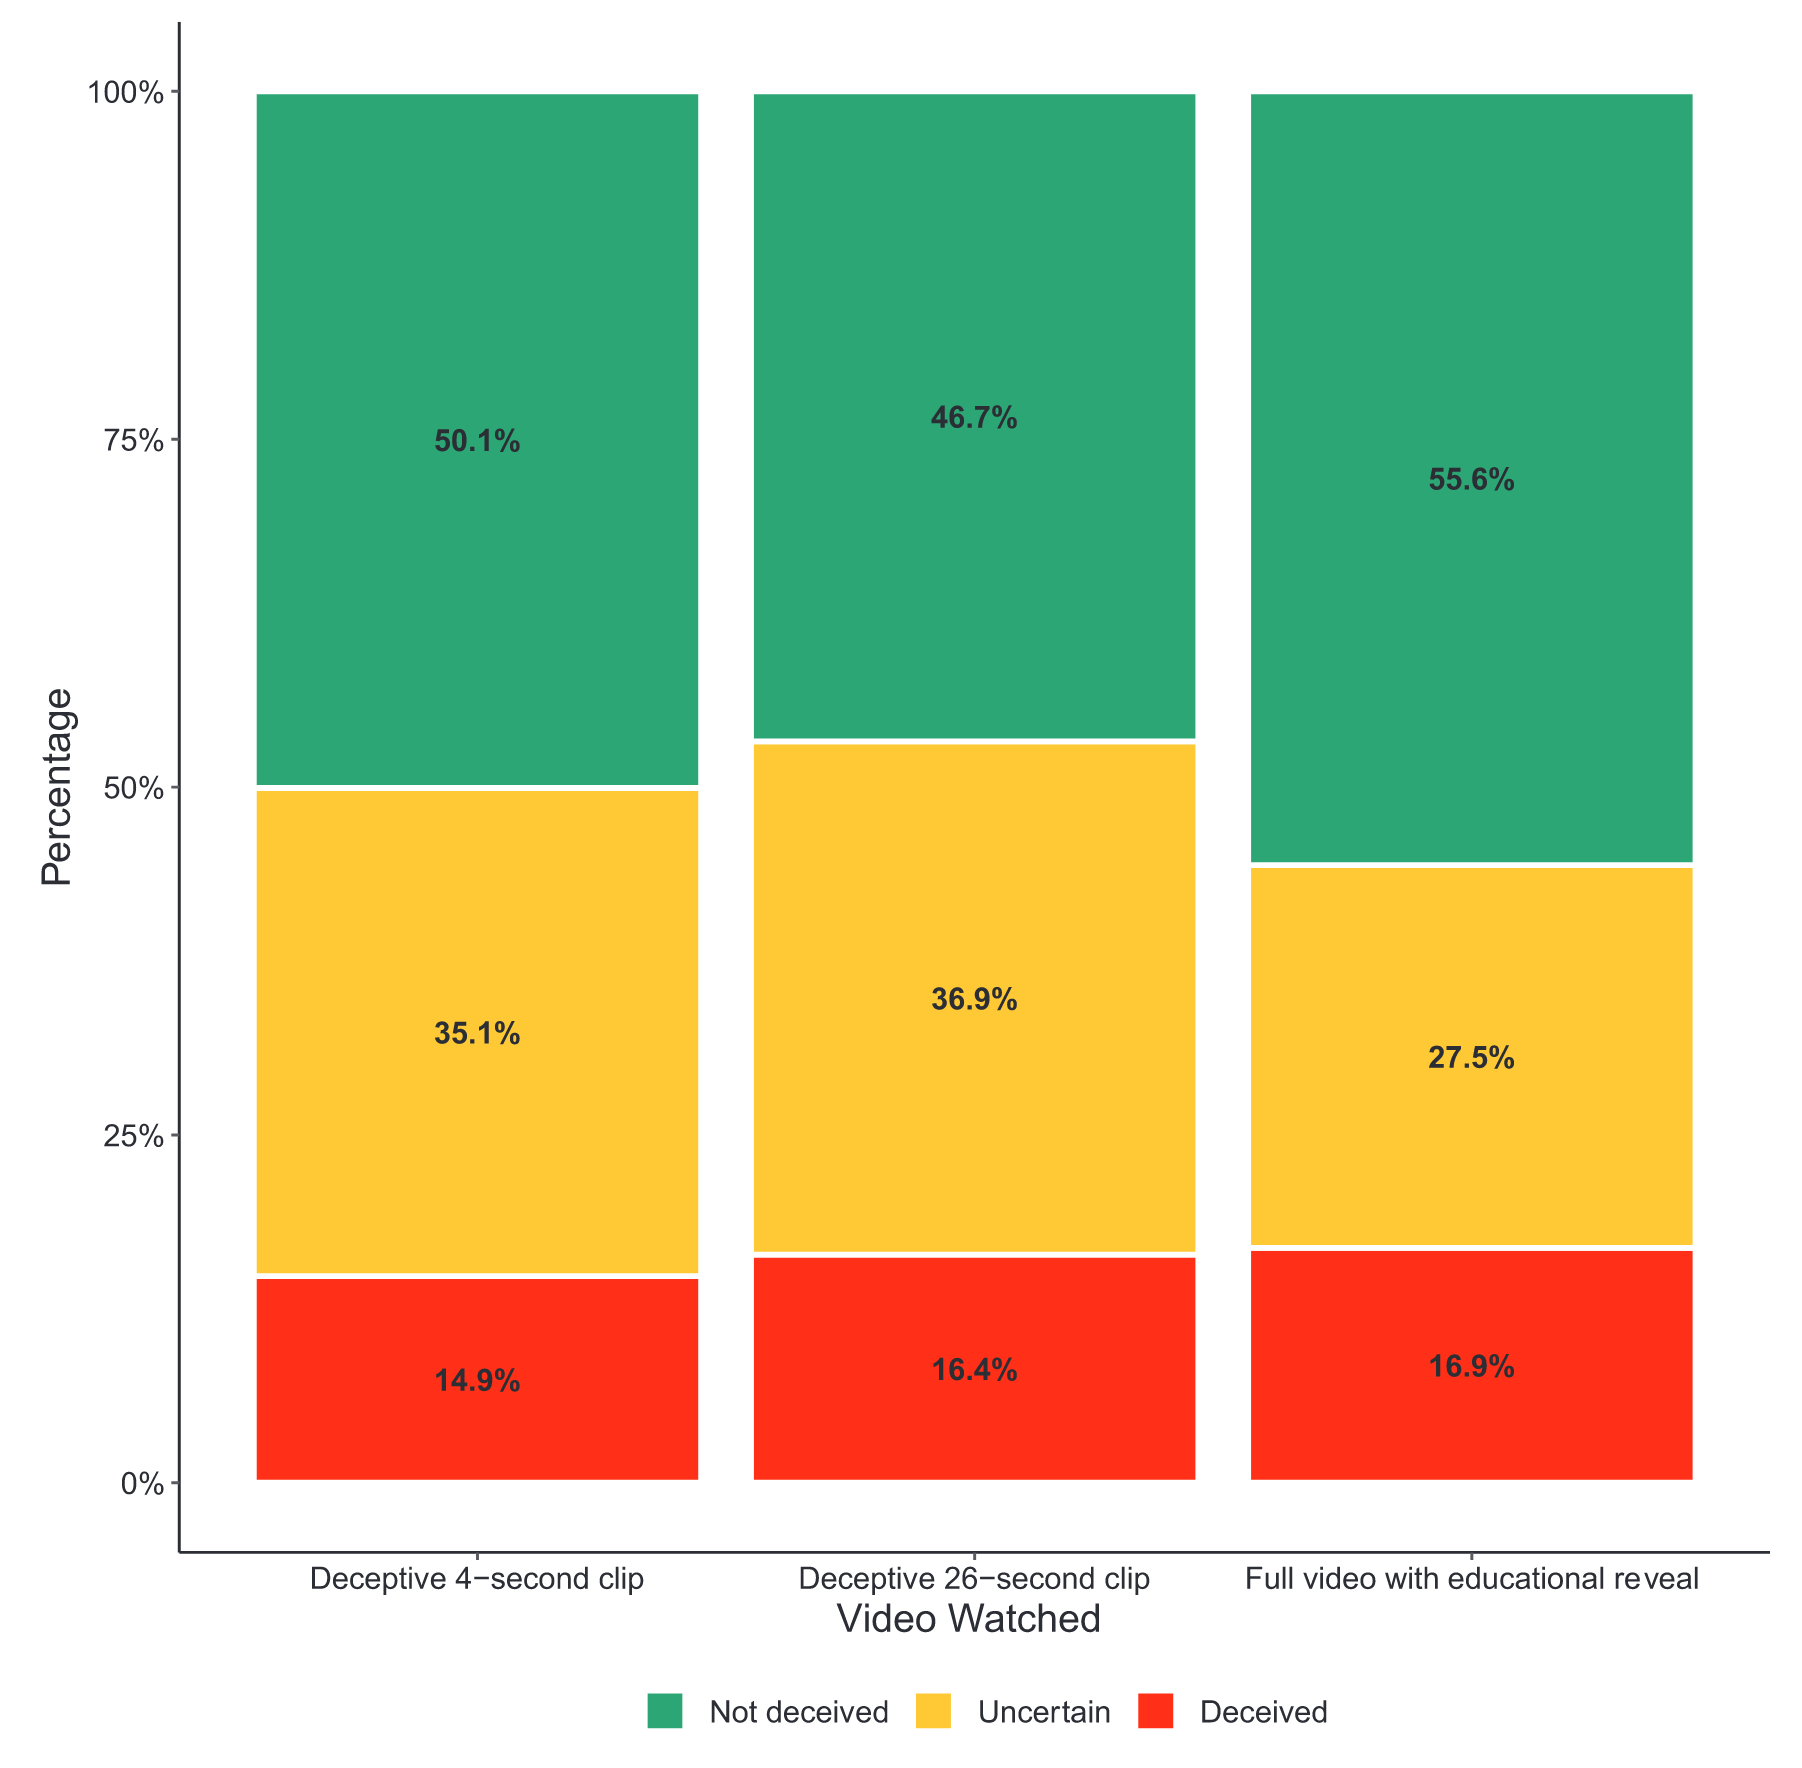 100%
75%
50%
25%
0%
Percentage
50.1%
46.7%
55.6%
35.1%
36.9%
27.5%
14.9%
16.4%
16.9%
Deceptive 4−second clip
Deceptive 26−second clip
Full video with educational reveal
Video Watched
Not deceived
Uncertain
Deceived